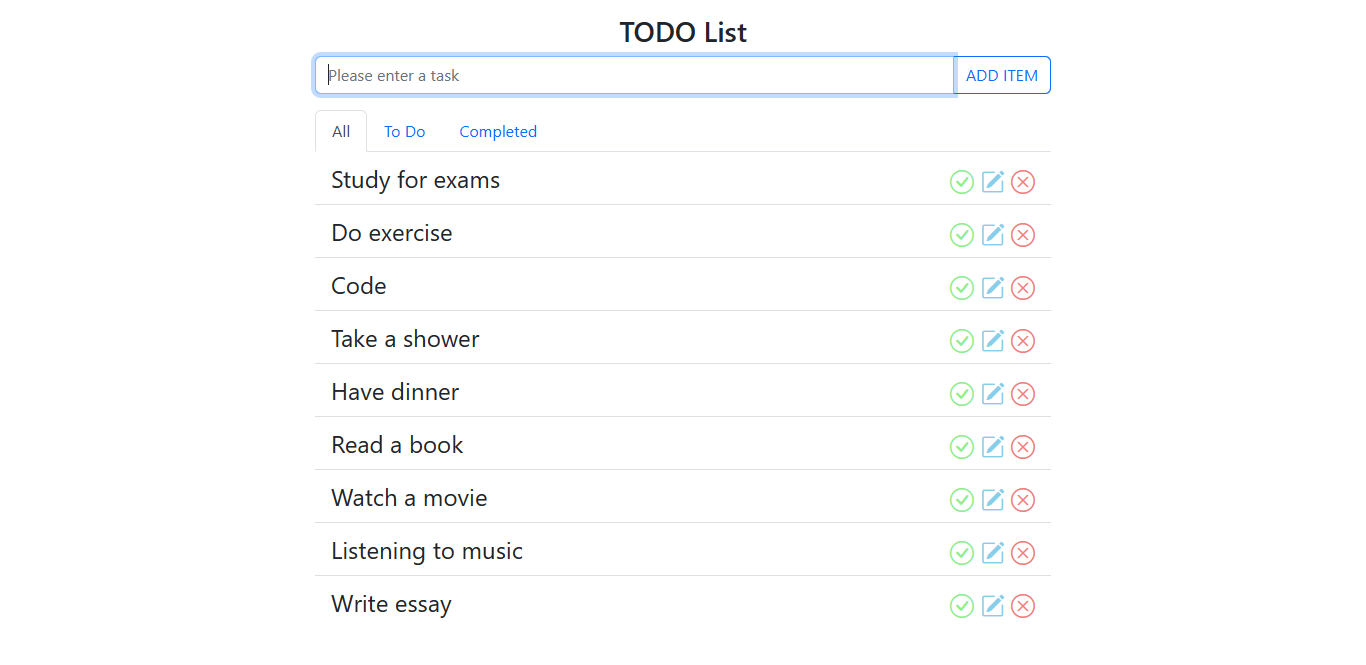 TODO List
Please enter a task
ADD ITEM
All
To Do
Completed
Study for exams
Do exercise
Code
Take a shower
Have dinner
Read a book
Watch a movie
Listening to music
Write essay